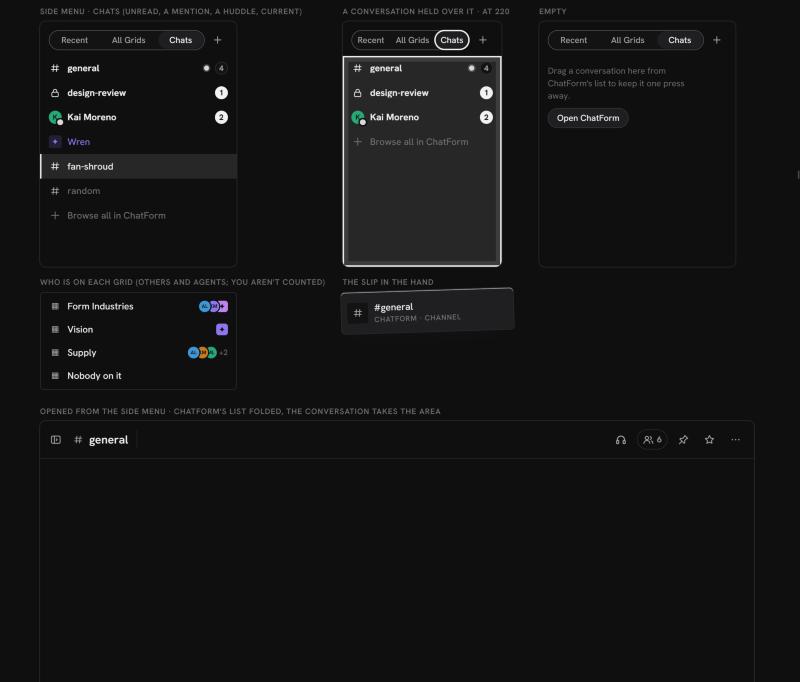 SIDE MENU · CHATS (UNREAD, A MENTION, A HUDDLE, CURRENT)
Recent All Grids Chats +
# general 4
design-review 1
Kai Moreno 2
Wren
# fan-shroud
# random
+ Browse all in ChatForm
A CONVERSATION HELD OVER IT · AT 220
Recent All Grids Chats +
# general 4
design-review 1
Kai Moreno 2
+ Browse all in ChatForm
EMPTY
Recent All Grids Chats +
Drag a conversation here from
ChatForm's list to keep it one press
away.
Open ChatForm
WHO IS ON EACH GRID (OTHERS AND AGENTS; YOU AREN'T COUNTED)
Form Industries AL
Vision
Supply AL +2
Nobody on it
THE SLIP IN THE HAND
# #general
CHATFORM · CHANNEL
OPENED FROM THE SIDE MENU · CHATFORM'S LIST FOLDED, THE CONVERSATION TAKES THE AREA
# general 6